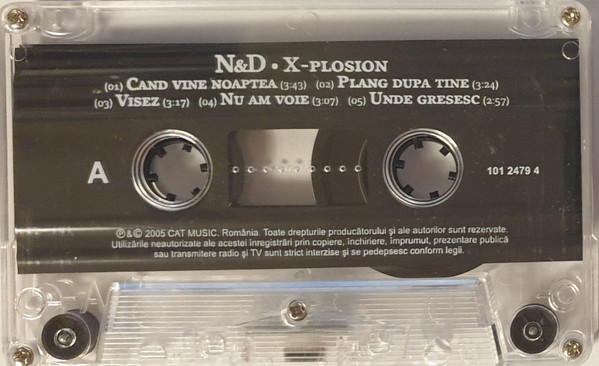 N&D • X-PLOSION
(01) CAND VINE NOAPTEA (3:43) (02) PLANG DUPA TINE (3:24)
(03) VISEZ (3:17) (04) NU AM VOIE (3:07) (05) UNDE GRESESC (2:57)
A
101 2479 4
℗&© 2005 CAT MUSIC. România. Toate drepturile producătorului şi ale autorilor sunt rezervate.
Utilizările neautorizate ale acestei înregistrări prin copiere, închiriere, împrumut, prezentare publică
sau transmitere radio şi TV sunt strict interzise şi se pedepsesc conform legii.